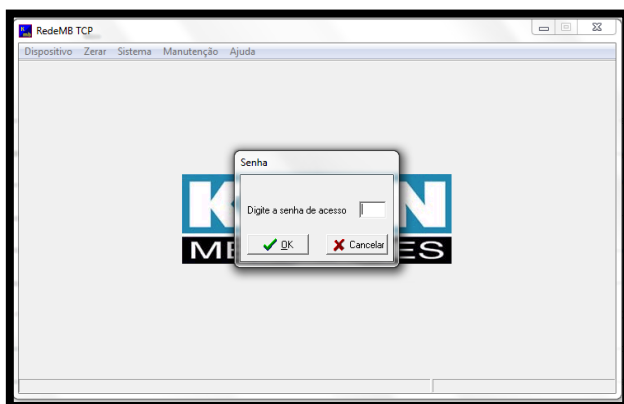 RedeMB TCP
Dispositivo Zerar Sistema Manutenção Ajuda
Senha
Digite a senha de acesso
OK Cancelar